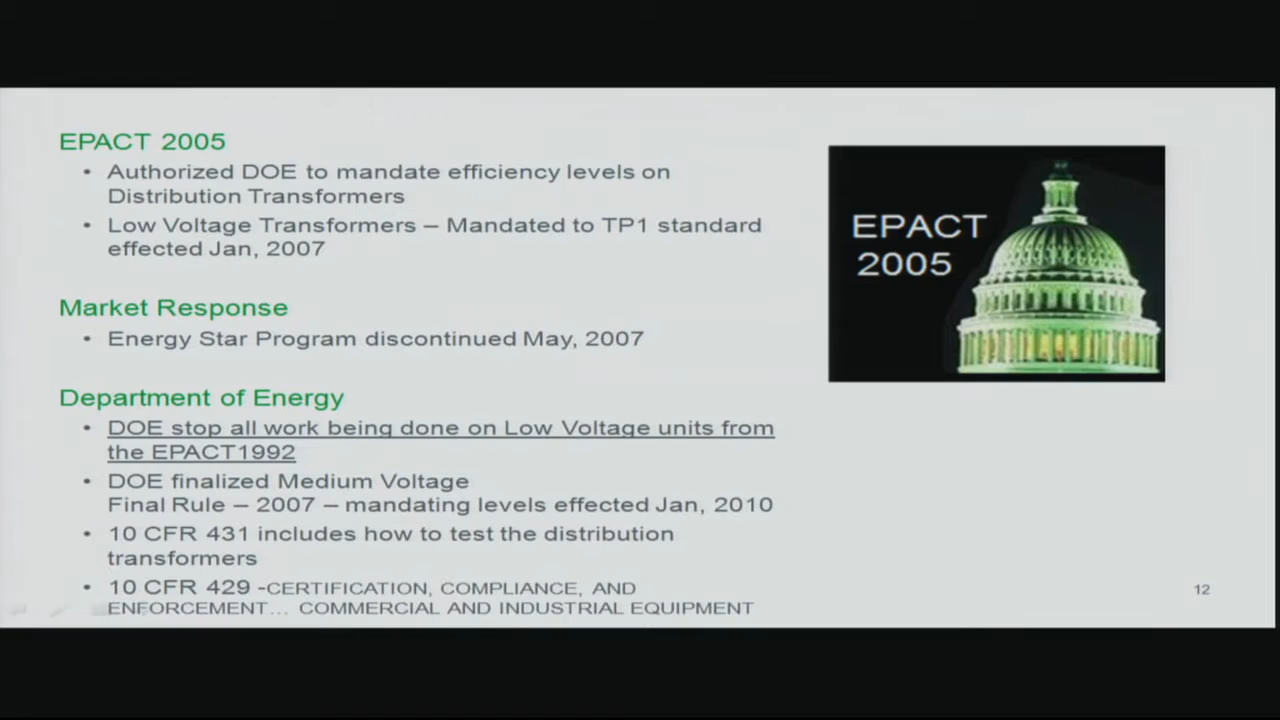 EPACT 2005
• Authorized DOE to mandate efficiency levels on
Distribution Transformers
• Low Voltage Transformers – Mandated to TP1 standard
effected Jan, 2007
Market Response
• Energy Star Program discontinued May, 2007
Department of Energy
• DOE stop all work being done on Low Voltage units from
the EPACT1992
• DOE finalized Medium Voltage
Final Rule – 2007 – mandating levels effected Jan, 2010
• 10 CFR 431 includes how to test the distribution
transformers
• 10 CFR 429 -CERTIFICATION, COMPLIANCE, AND
ENFORCEMENT... COMMERCIAL AND INDUSTRIAL EQUIPMENT
EPACT
2005
12